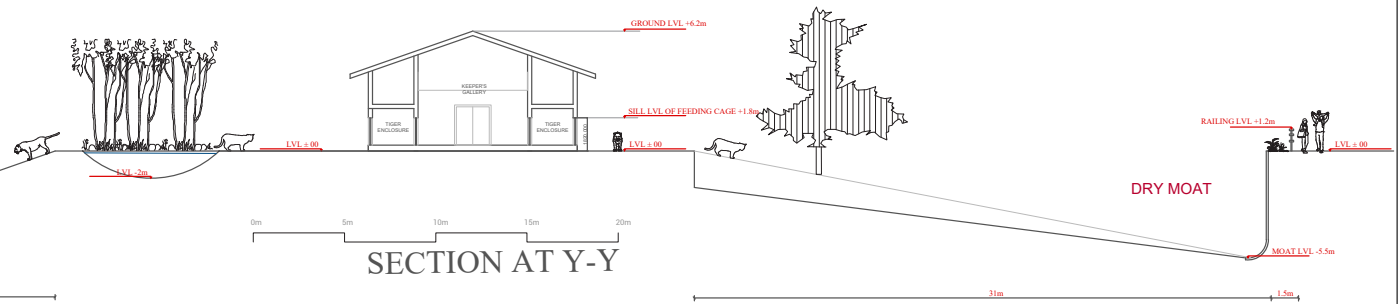 GROUND LVL +6.2m
KEEPER'S
GALLERY
SILL LVL OF FEEDING CAGE +1.8m
TIGER
ENCLOSURE
TIGER
ENCLOSURE
RAILING LVL +1.2m
LVL ± 00
LVL ± 00
LVL ± 00
LVL -2m
DRY MOAT
0m 5m 10m 15m 20m
SECTION AT Y-Y
MOAT LVL -5.5m
31m 1.5m